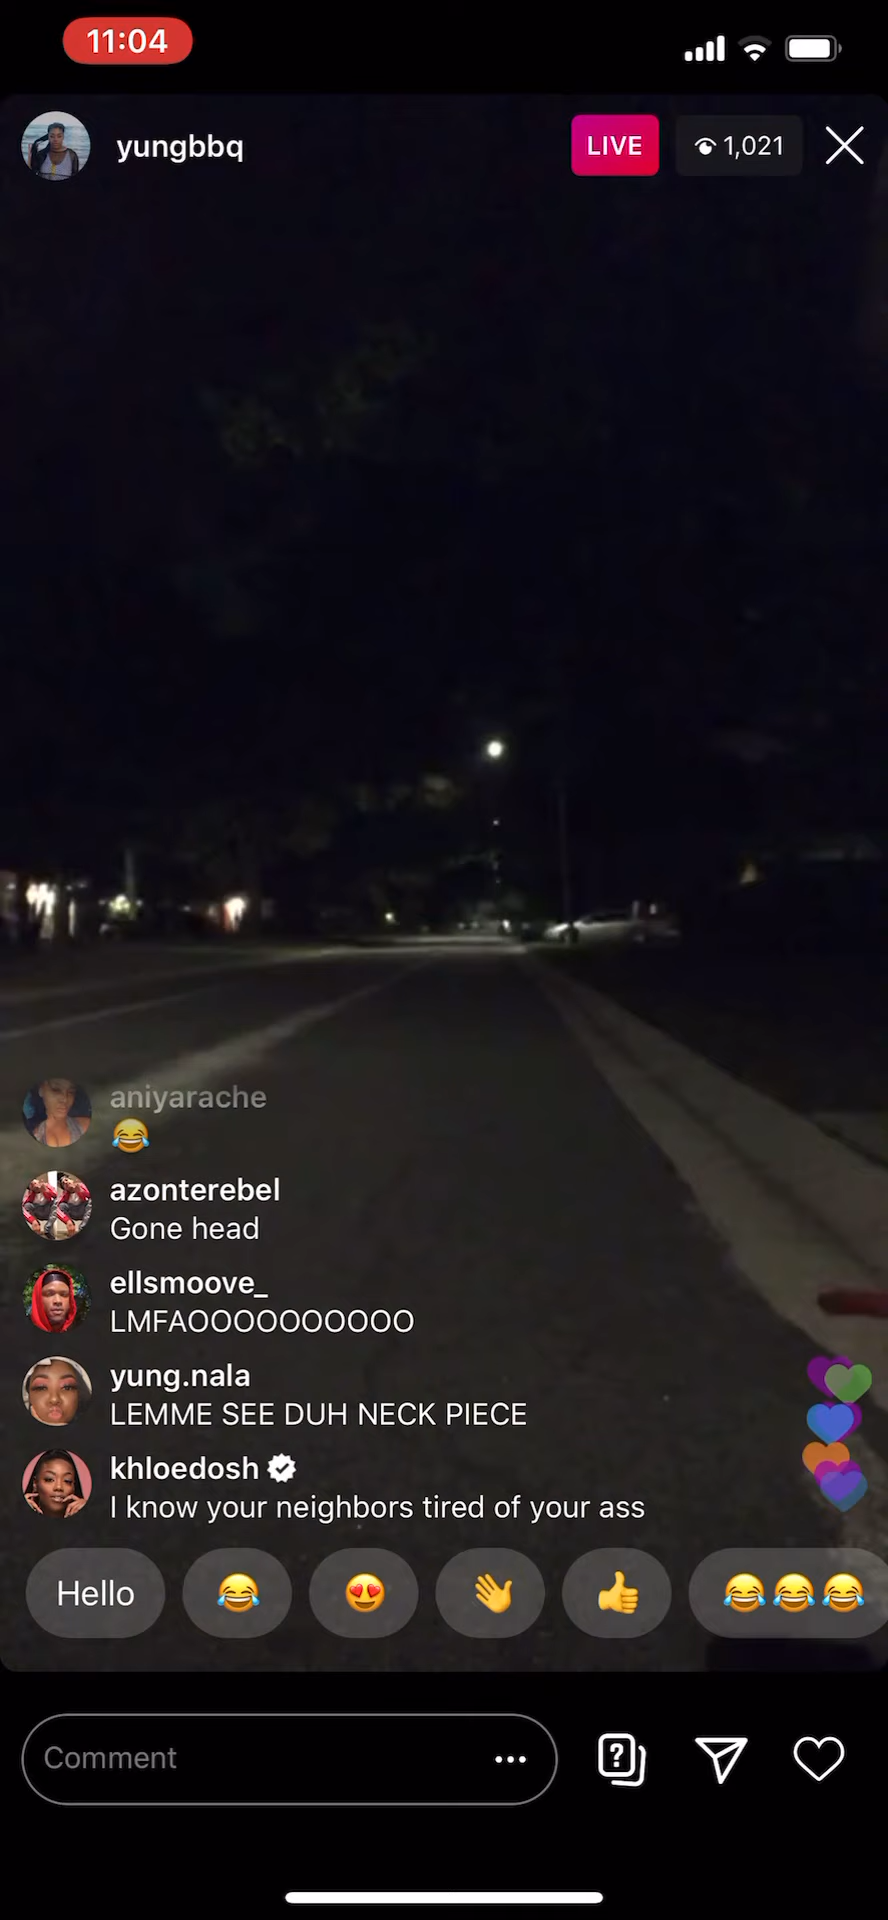 11:04
yungbbq
LIVE
1,021
aniyarache
😂
azonterebel
Gone head
ellsmoove_
LMFAOOOOOOOOOO
yung.nala
LEMME SEE DUH NECK PIECE
khloedosh
I know your neighbors tired of your ass
Hello 😂 😍 👋 👍 😂😂😂
Comment